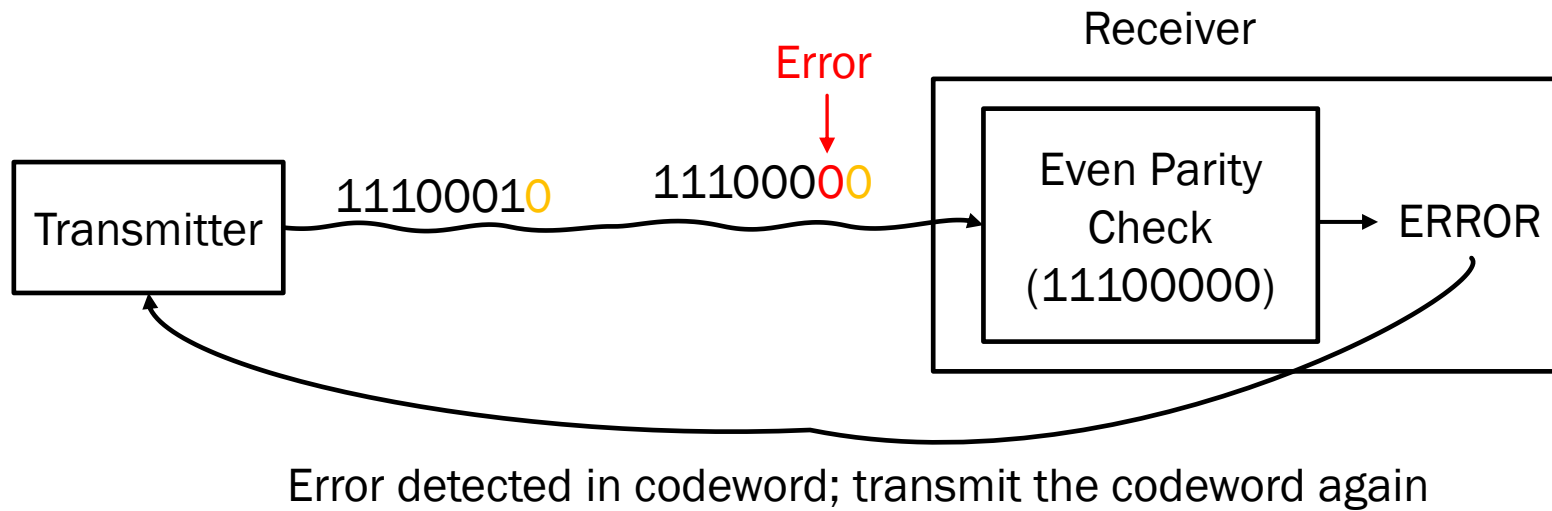 Receiver
Error
Transmitter
11100010
11100000
Even Parity
Check
(11100000)
ERROR
Error detected in codeword; transmit the codeword again